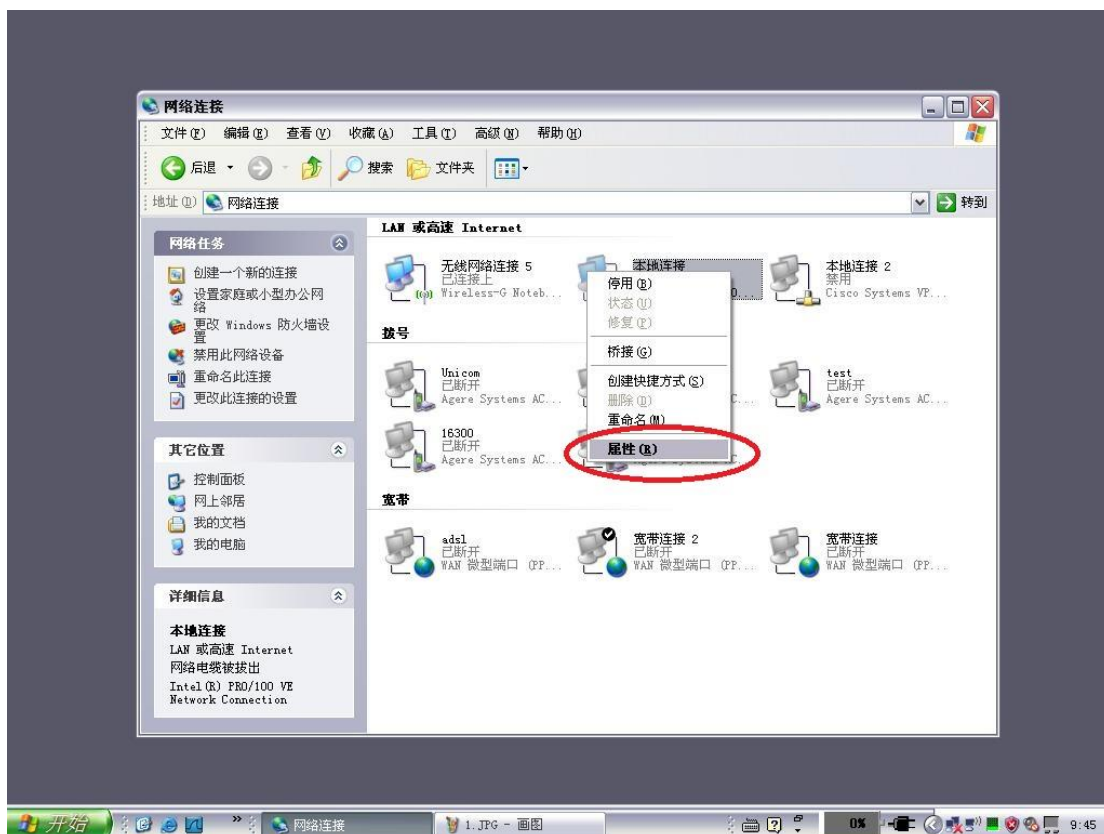 网络连接
文件(F) 编辑(E) 查看(V) 收藏(A) 工具(T) 高级(N) 帮助(H)
后退 搜索 文件夹
地址(D) 网络连接 转到
网络任务
创建一个新的连接
设置家庭或小型办公网
络
更改 Windows 防火墙设
置
禁用此网络设备
重命名此连接
更改此连接的设置
其它位置
控制面板
网上邻居
我的文档
我的电脑
详细信息
本地连接
LAN 或高速 Internet
网络电缆被拔出
Intel(R) PRO/100 VE
Network Connection
LAN 或高速 Internet
无线网络连接 5
已连接上
Wireless-G Noteb...
本地连接
本地连接 2
禁用
Cisco Systems VP...
拨号
Unicom
已断开
Agere Systems AC...
test
已断开
Agere Systems AC...
16300
已断开
Agere Systems AC...
停用(B)
状态(U)
修复(P)
桥接(G)
创建快捷方式(S)
删除(D)
重命名(M)
属性(R)
宽带
adsl
已断开
WAN 微型端口 (PP...
宽带连接 2
已断开
WAN 微型端口 (PP...
宽带连接
已断开
WAN 微型端口 (PP...
开始 网络连接 1.JPG - 画图 0% 9:45